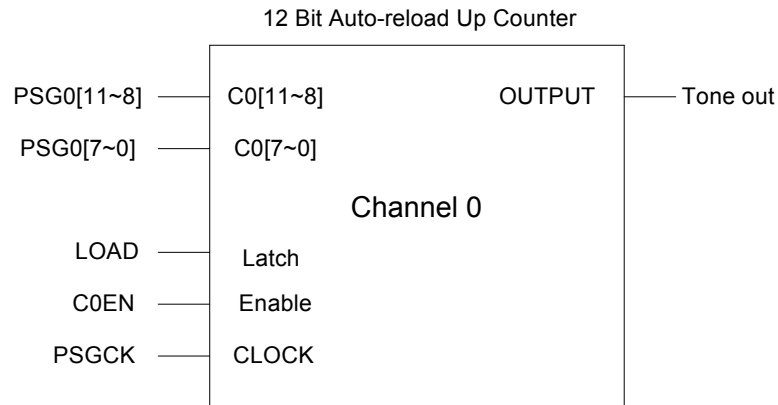 12 Bit Auto-reload Up Counter
PSG0[11~8] C0[11~8] OUTPUT Tone out
PSG0[7~0] C0[7~0]
Channel 0
LOAD Latch
C0EN Enable
PSGCK CLOCK